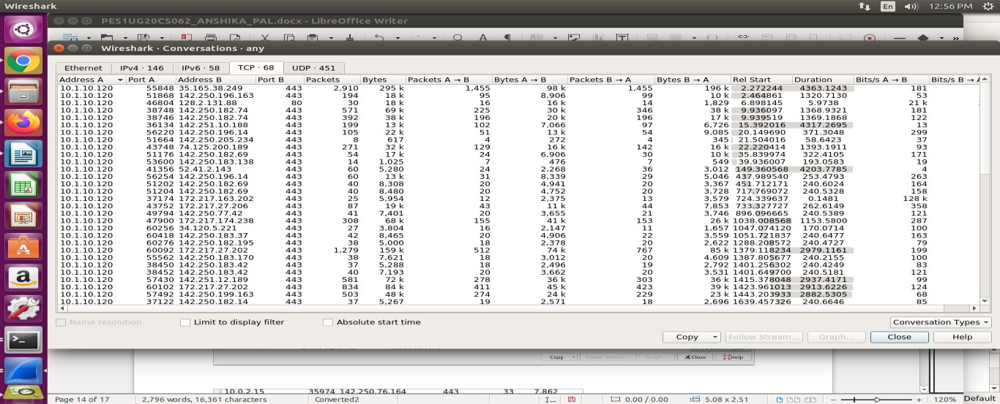 Wireshark En 12:56 PM
PES1UG20CS062_ANSHIKA_PAL.docx - LibreOffice Writer
Wireshark · Conversations · any
Ethernet IPv4 · 146 IPv6 · 58 TCP · 68 UDP · 451
Address A Port A Address B Port B Packets Bytes Packets A → B Bytes A → B Packets B → A Bytes B → A Rel Start Duration Bits/s A → B Bits/s B → A
10.1.10.120 55848 35.165.38.249 443 2,910 295 k 1,455 98 k 1,455 196 k 2.272244 4363.1243 181
10.1.10.120 51868 142.250.196.163 443 194 18 k 95 8,906 99 10 k 2.464861 1320.7130 53
10.1.10.120 46804 128.2.131.88 80 30 18 k 16 16 k 14 1,829 6.898145 5.9738 21 k
10.1.10.120 38748 142.250.182.74 443 571 69 k 225 30 k 346 38 k 9.936097 1368.9321 181
10.1.10.120 38746 142.250.182.74 443 392 38 k 196 20 k 196 17 k 9.939519 1369.1868 122
10.1.10.120 36134 142.251.10.188 443 199 13 k 102 7,066 97 6,726 15.392016 4317.2695 13
10.1.10.120 56220 142.250.196.14 443 105 22 k 51 13 k 54 9,085 20.149690 371.3048 299
10.1.10.120 51664 142.250.205.234 443 8 617 4 272 4 345 21.504016 58.6423 37
10.1.10.120 43748 74.125.200.189 443 271 32 k 129 16 k 142 16 k 22.220414 1393.1911 93
10.1.10.120 51176 142.250.182.69 443 54 17 k 24 6,906 30 10 k 35.839974 322.4105 171
10.1.10.120 53600 142.250.183.138 443 14 1,025 7 476 7 549 39.936007 193.0583 19
10.1.10.120 41356 52.41.2.143 443 60 5,280 24 2,268 36 3,012 149.360568 4203.7785 4
10.1.10.120 56254 142.250.196.14 443 60 13 k 31 8,339 29 5,046 437.989540 253.4793 263
10.1.10.120 51202 142.250.182.69 443 40 8,308 20 4,941 20 3,367 451.712171 240.6024 164
10.1.10.120 51204 142.250.182.69 443 40 8,480 20 4,752 20 3,728 717.769072 240.5328 158
10.1.10.120 37174 172.217.163.202 443 25 5,954 12 2,375 13 3,579 724.339637 0.1481 128 k
10.1.10.120 43752 172.217.27.206 443 87 19 k 43 11 k 44 7,853 733.327727 262.6149 358
10.1.10.120 49794 142.250.77.42 443 41 7,401 20 3,655 21 3,746 896.096665 240.5389 121
10.1.10.120 47900 172.217.174.238 443 308 68 k 155 41 k 153 26 k 1038.008568 1153.5800 287
10.1.10.120 60256 34.120.5.221 443 27 3,804 16 2,147 11 1,657 1047.074120 170.0714 100
10.1.10.120 60418 142.250.183.37 443 42 8,465 20 4,906 22 3,559 1051.721837 240.6477 163
10.1.10.120 60276 142.250.182.195 443 38 5,000 18 2,378 20 2,622 1288.208572 240.4727 79
10.1.10.120 60092 172.217.27.202 443 1,279 159 k 512 74 k 767 85 k 1379.118234 2979.1161 199
10.1.10.120 55562 142.250.183.170 443 38 7,621 18 3,012 20 4,609 1387.805677 240.2155 100
10.1.10.120 38450 142.250.183.42 443 37 5,288 18 2,496 19 2,792 1401.256302 240.4249 83
10.1.10.120 38452 142.250.183.42 443 40 7,193 20 3,662 20 3,531 1401.649700 240.5181 121
10.1.10.120 57430 142.251.12.189 443 581 72 k 278 36 k 303 36 k 1415.378048 2937.4171 99
10.1.10.120 60102 172.217.27.202 443 834 84 k 411 45 k 423 39 k 1423.961013 2913.6226 124
10.1.10.120 57492 142.250.199.163 443 503 48 k 274 24 k 229 23 k 1443.203933 2882.5305 68
10.1.10.120 37122 142.250.182.14 443 37 5,267 19 2,571 18 2,696 1639.457326 240.6646 85
Name resolution Limit to display filter Absolute start time Conversation Types
Copy Follow Stream... Graph... Close Help
Copy Follow Stream... Graph... Close Help
10.0.2.15 35974 142.250.76.164 443 33 7,862
Page 14 of 17 2,796 words, 16,361 characters Converted2 0.00 / 0.00 5.08 x 2.51 120% Default